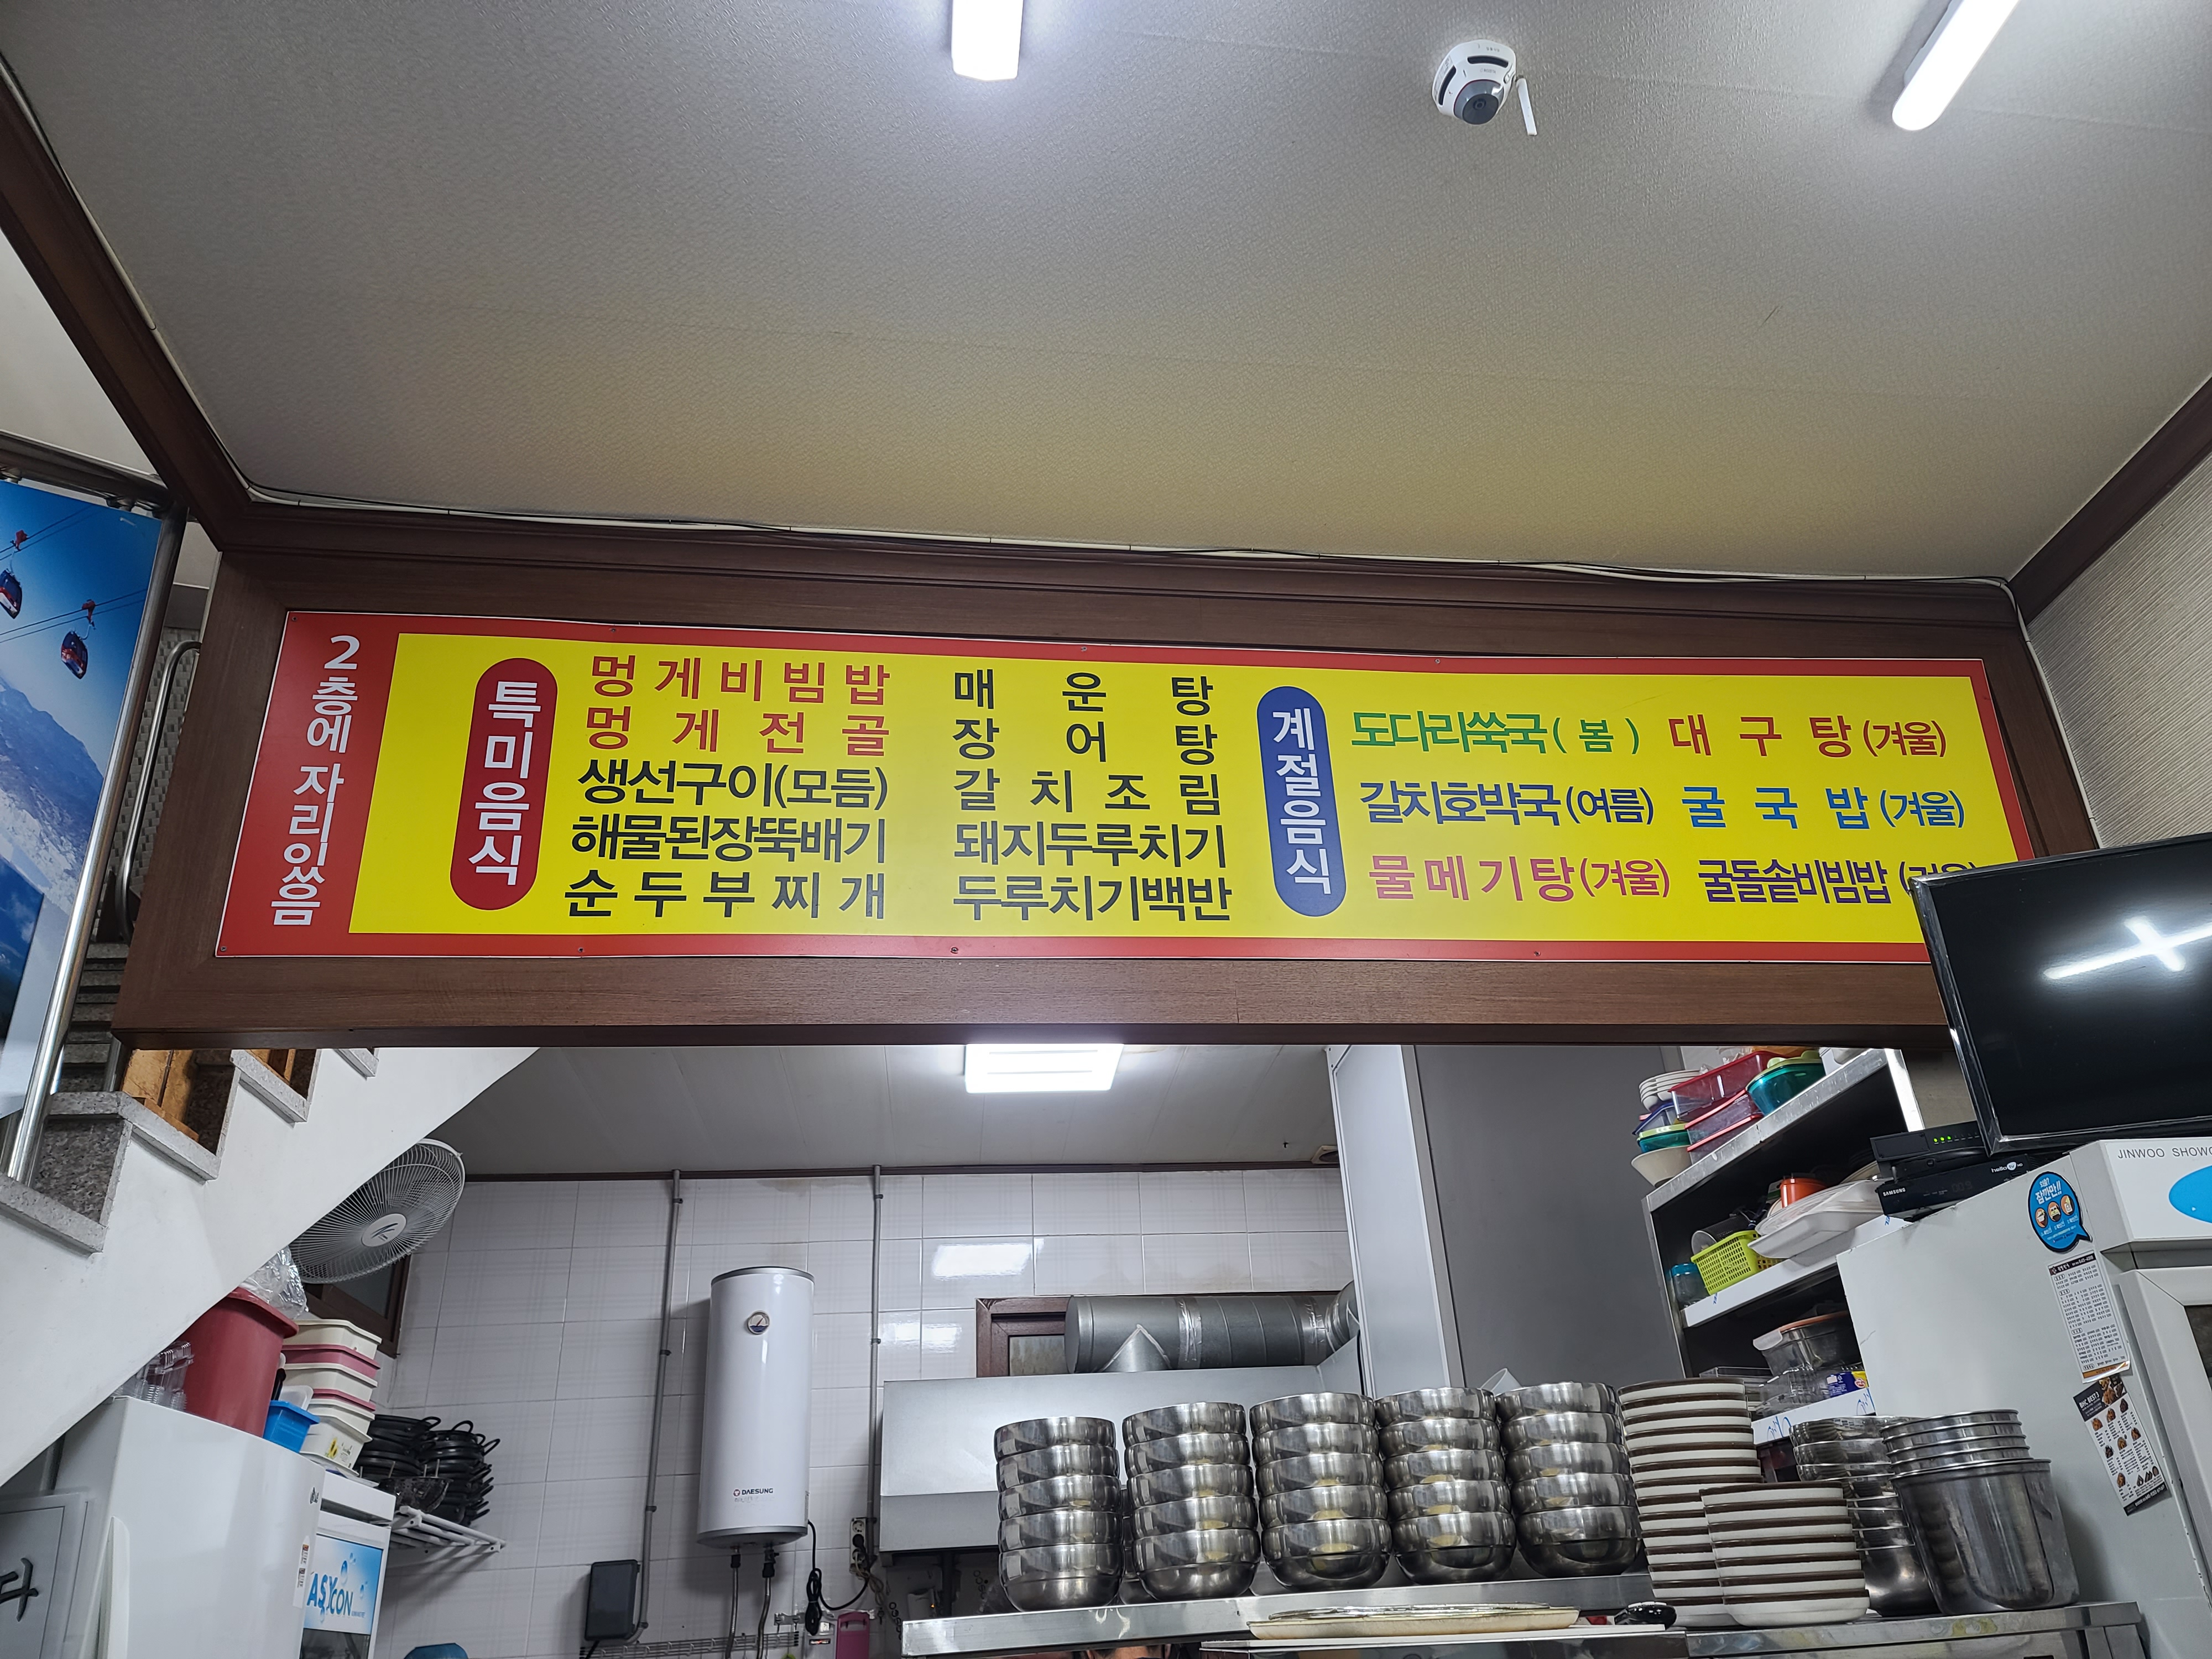 2층에 자리있음
특미음식
멍게비빔밥
멍게전골
생선구이(모듬)
해물된장뚝배기
순두부찌개
매운탕
장어탕
갈치조림
돼지두루치기
두루치기백반
계절음식
도다리쑥국(봄)
갈치호박국(여름)
물메기탕(겨울)
대구탕(겨울)
굴국밥(겨울)
굴돌솥비빔밥
JINWOO
SAMSUNG
잠깐만!!
DAESUNG